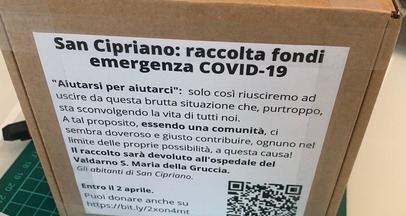 San Cipriano: raccolta fondi
emergenza COVID-19
"Aiutarsi per aiutarci": solo così riusciremo ad
uscire da questa brutta situazione che, purtroppo,
sta sconvolgendo la vita di tutti noi.
A tal proposito, essendo una comunità, ci
sembra doveroso e giusto contribuire, ognuno nel
limite delle proprie possibilità, a questa causa!
Il raccolto sarà devoluto all'ospedale del
Valdarno S. Maria della Gruccia.
Gli abitanti di San Cipriano.
Entro il 2 aprile.
Puoi donare anche su
https://bit.ly/2xon4mt